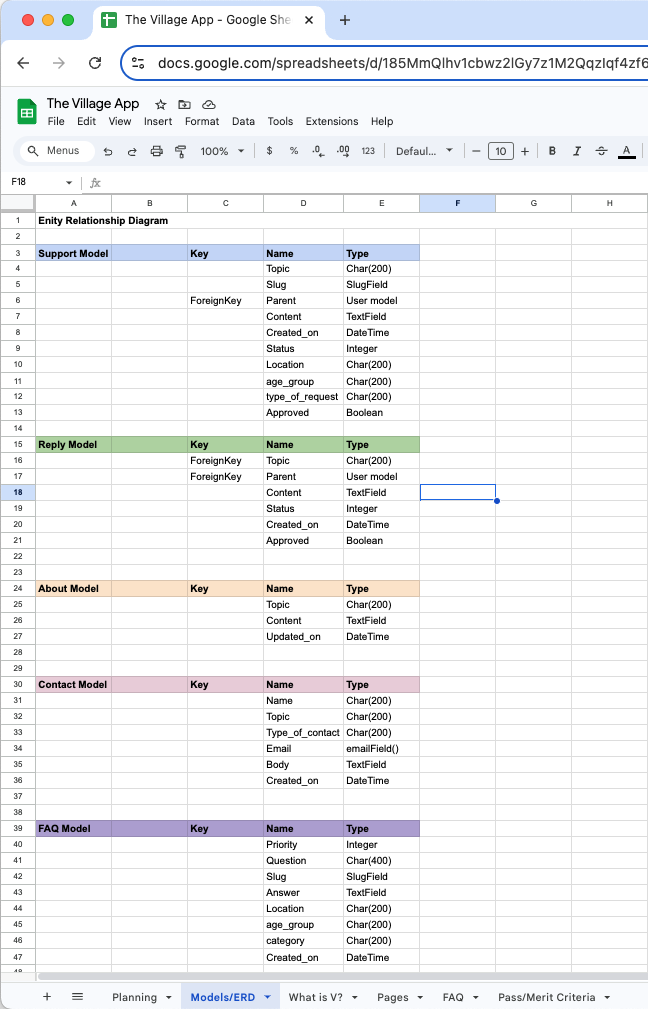 The Village App - Google She
docs.google.com/spreadsheets/d/185MmQlhv1cbwz2lGy7z1M2Qqzlqf4zf6
The Village App
File Edit View Insert Format Data Tools Extensions Help
Menus 100% $ % .0 .00 123 Defaul... 10 B I A
F18 fx
A B C D E F G H
1 Enity Relationship Diagram
2
3 Support Model Key Name Type
4 Topic Char(200)
5 Slug SlugField
6 ForeignKey Parent User model
7 Content TextField
8 Created_on DateTime
9 Status Integer
10 Location Char(200)
11 age_group Char(200)
12 type_of_request Char(200)
13 Approved Boolean
14
15 Reply Model Key Name Type
16 ForeignKey Topic Char(200)
17 ForeignKey Parent User model
18 Content TextField
19 Status Integer
20 Created_on DateTime
21 Approved Boolean
22
23
24 About Model Key Name Type
25 Topic Char(200)
26 Content TextField
27 Updated_on DateTime
28
29
30 Contact Model Key Name Type
31 Name Char(200)
32 Topic Char(200)
33 Type_of_contact Char(200)
34 Email emailField()
35 Body TextField
36 Created_on DateTime
37
38
39 FAQ Model Key Name Type
40 Priority Integer
41 Question Char(400)
42 Slug SlugField
43 Answer TextField
44 Location Char(200)
45 age_group Char(200)
46 category Char(200)
47 Created_on DateTime
Planning Models/ERD What is V? Pages FAQ Pass/Merit Criteria